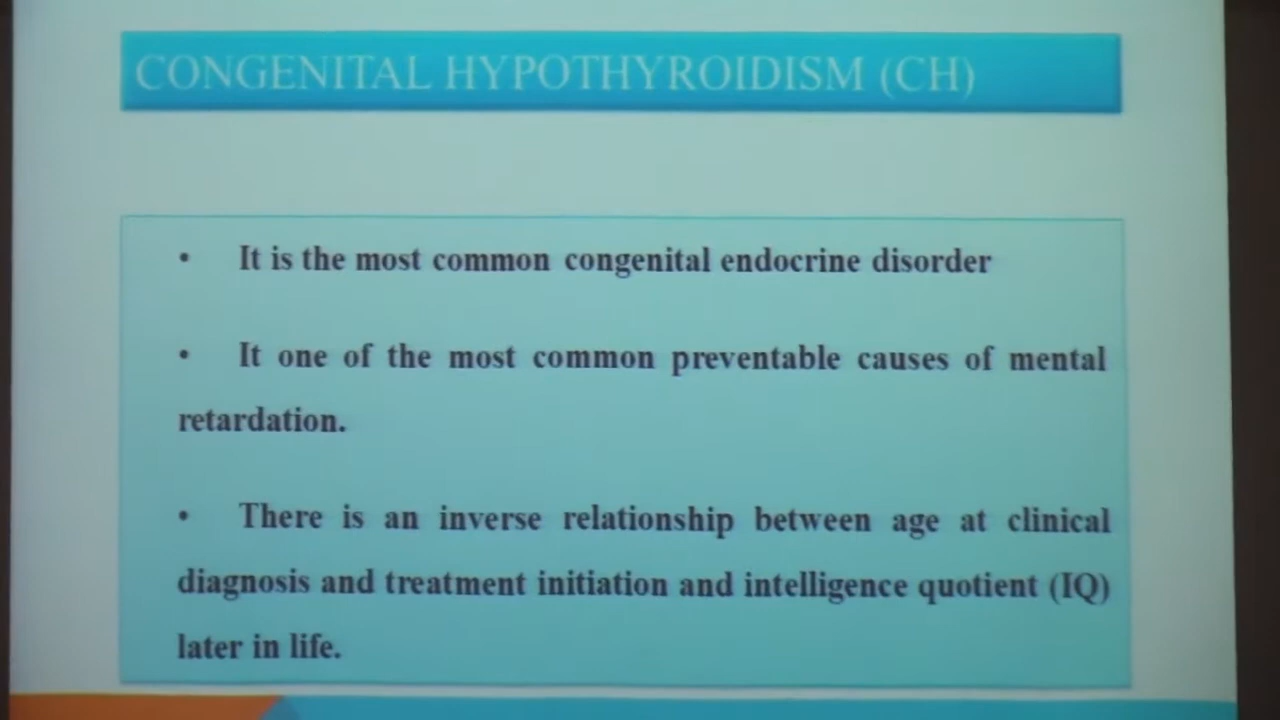 CONGENITAL HYPOTHYROIDISM (CH)
• It is the most common congenital endocrine disorder
• It one of the most common preventable causes of mental
retardation.
• There is an inverse relationship between age at clinical
diagnosis and treatment initiation and intelligence quotient (IQ)
later in life.